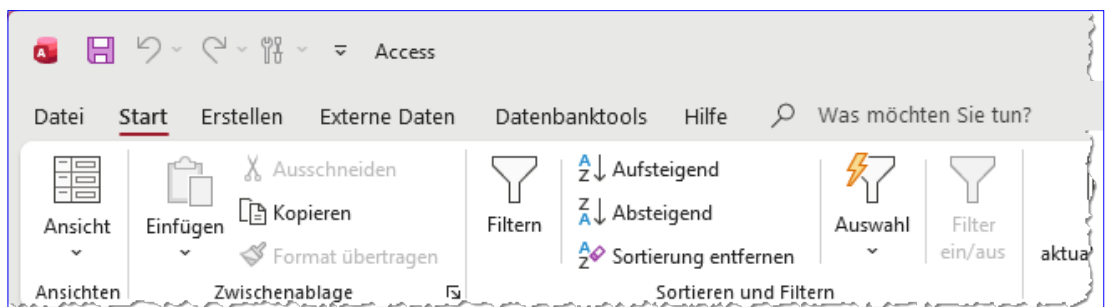 A Access
Datei Start Erstellen Externe Daten Datenbanktools Hilfe Was möchten Sie tun?
Ansicht
Einfügen
Ausschneiden
Kopieren
Format übertragen
Filtern
Aufsteigend
Absteigend
Sortierung entfernen
Auswahl
Filter
ein/aus
Ansichten Zwischenablage Sortieren und Filtern